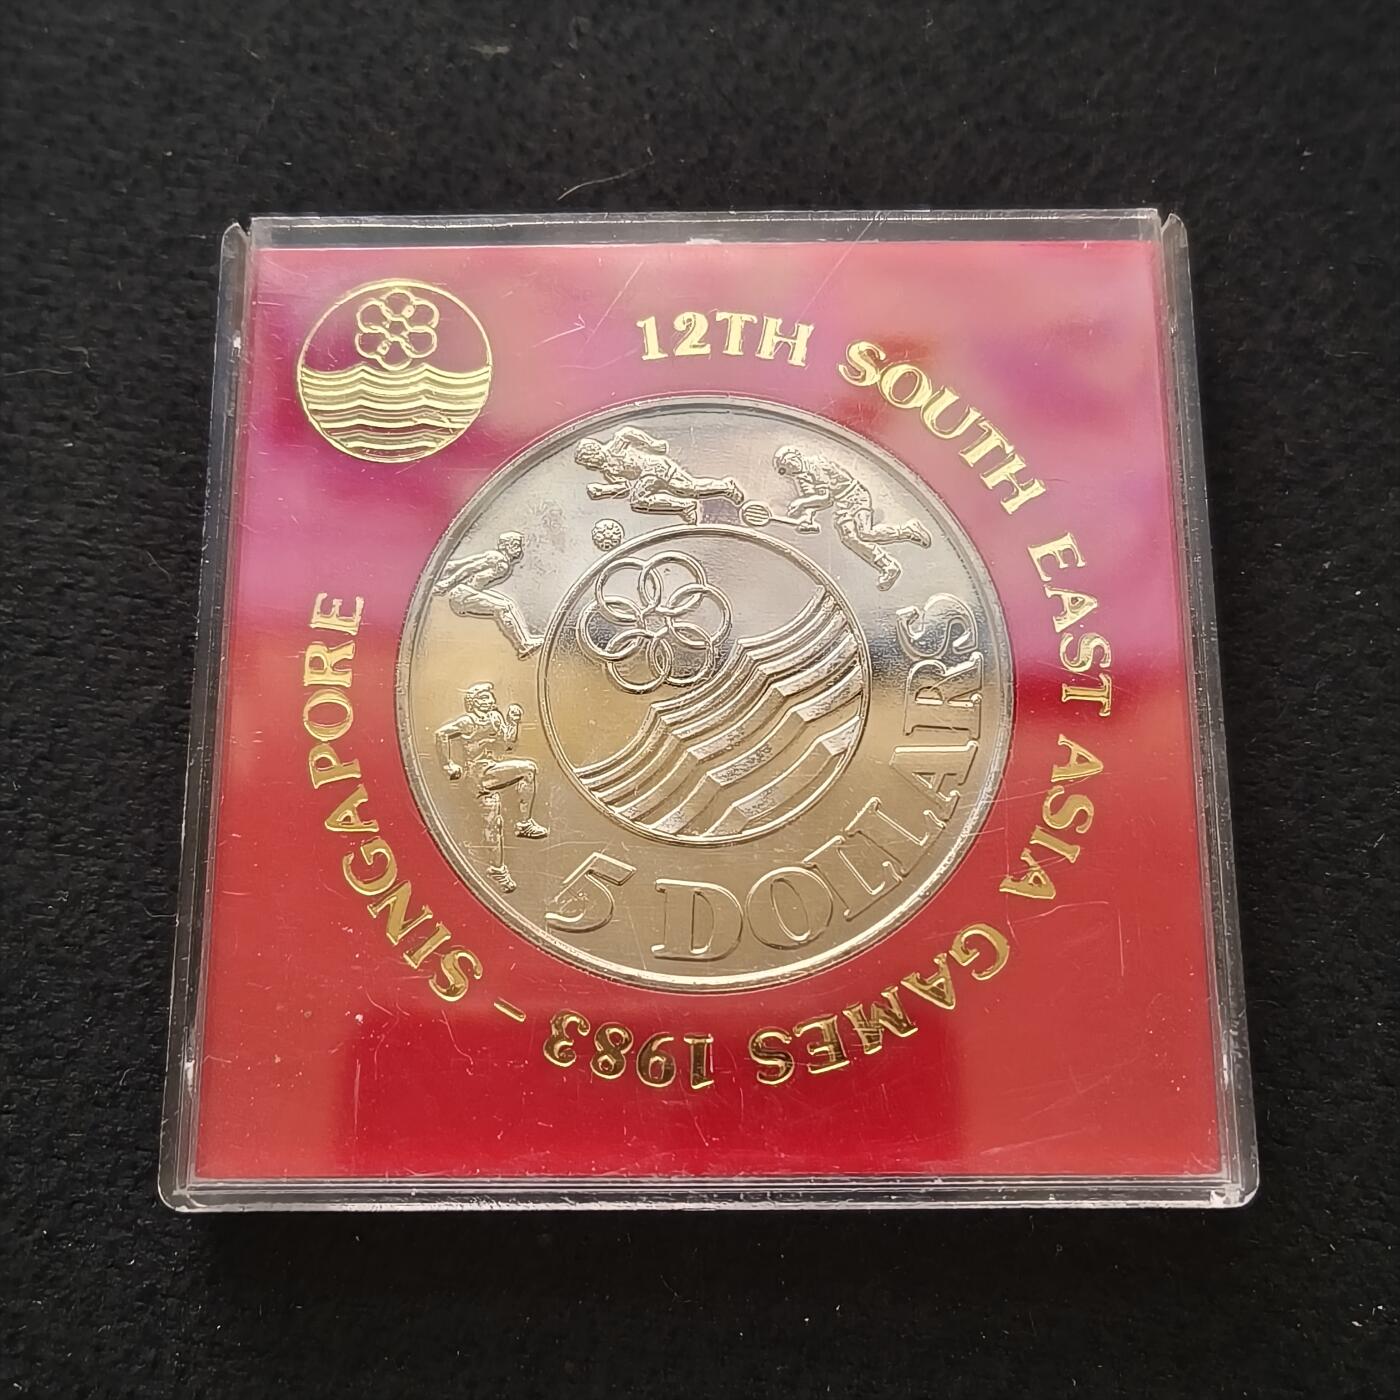 12TH SOUTH EAST ASIA GAMES 1983 - SINGAPORE
5 DOLLARS